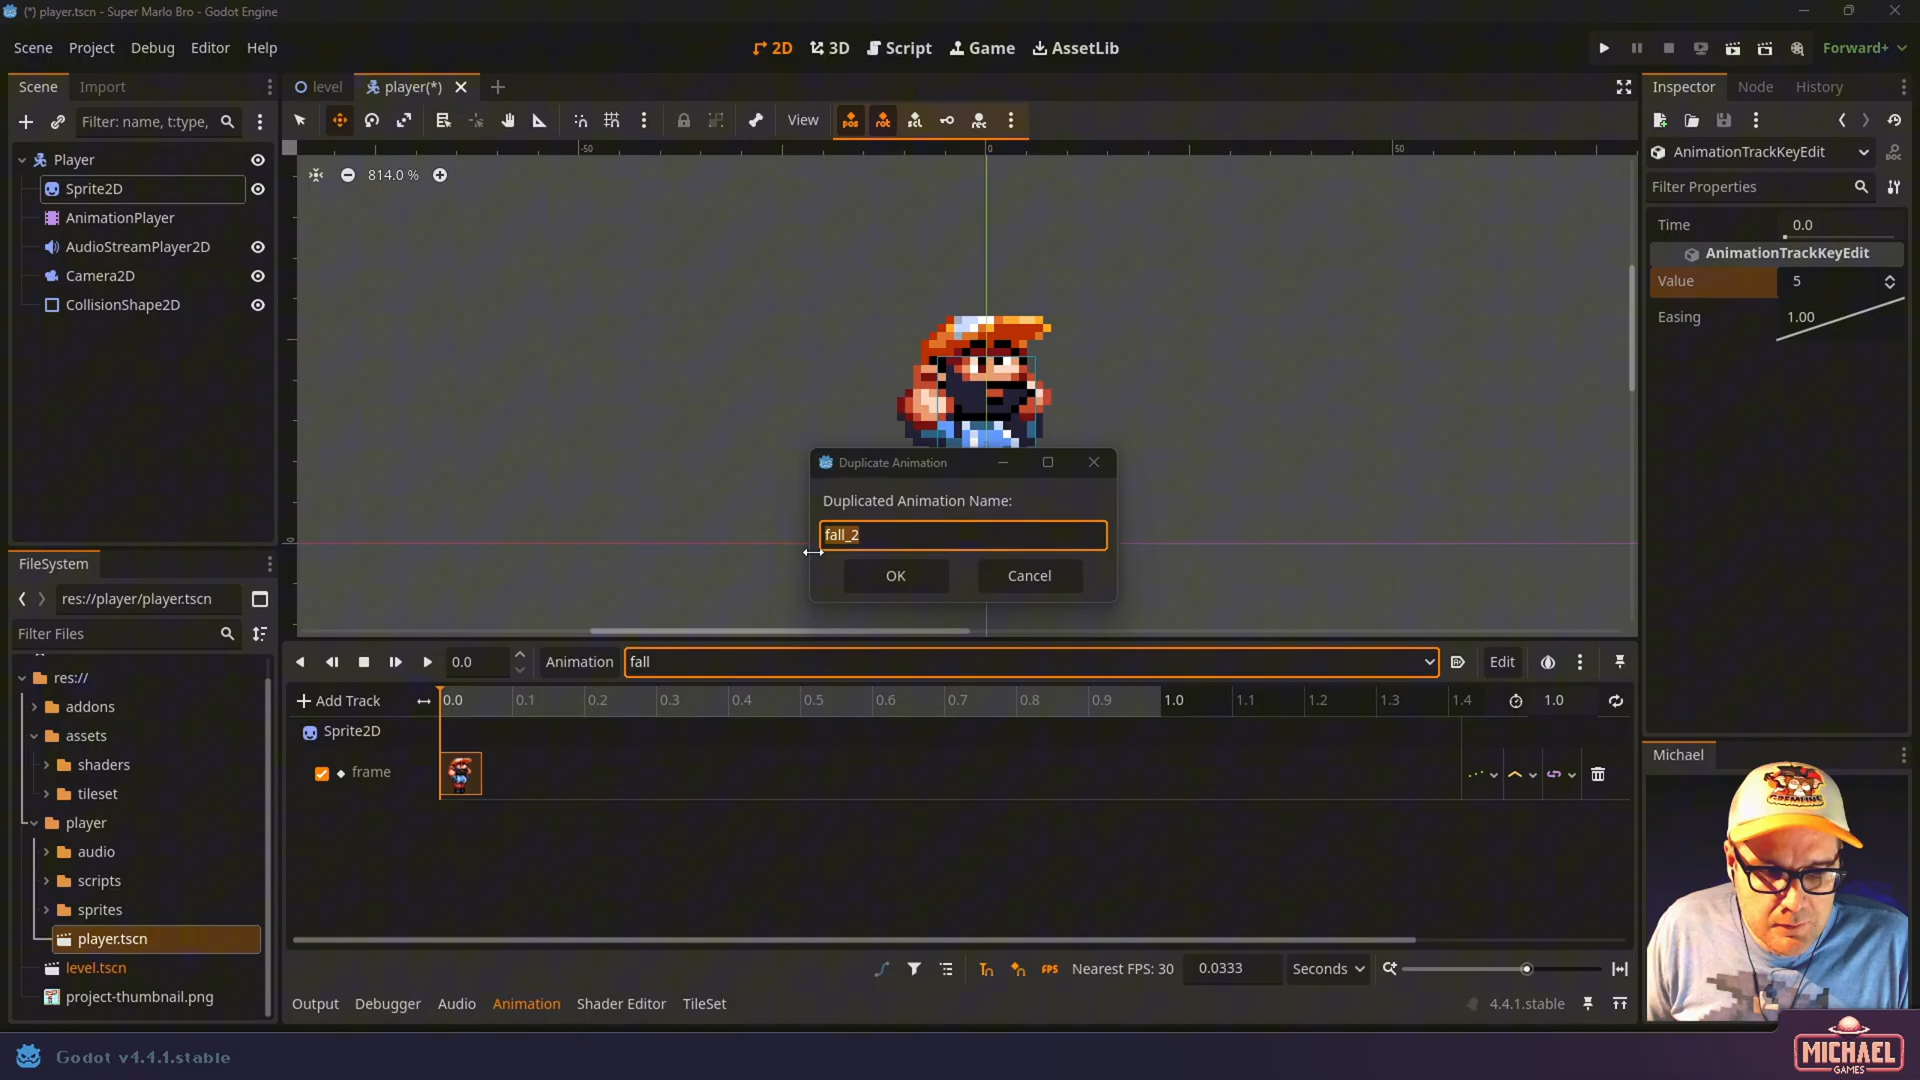 (*) player.tscn - Super Marlo Bro - Godot Engine
Scene Project Debug Editor Help
2D 3D Script Game AssetLib
Forward+
Scene Import
level player(*)
Inspector Node History
Filter: name, t:type,
View
Player
Sprite2D
AnimationPlayer
AudioStreamPlayer2D
Camera2D
CollisionShape2D
-50 0 50
814.0 %
0
AnimationTrackKeyEdit
DOC
Filter Properties
Time 0.0
AnimationTrackKeyEdit
Value 5
Easing 1.00
Duplicate Animation
Duplicated Animation Name:
fall_2
OK Cancel
FileSystem
res://player/player.tscn
Filter Files
res://
addons
assets
shaders
tileset
player
audio
scripts
sprites
player.tscn
level.tscn
project-thumbnail.png
0.0 Animation fall Edit
Add Track 0.0 0.1 0.2 0.3 0.4 0.5 0.6 0.7 0.8 0.9 1.0 1.1 1.2 1.3 1.4 1.0
Sprite2D
frame
FPS Nearest FPS: 30 0.0333 Seconds
Output Debugger Audio Animation Shader Editor TileSet 4.4.1.stable
Michael
GREMLINS
Godot v4.4.1.stable
MICHAEL
GAMES